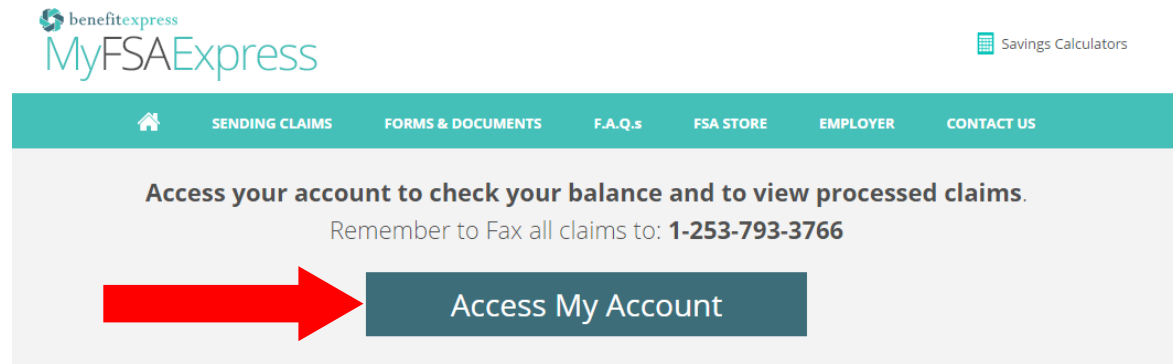 benefitexpress
MyFSAExpress
Savings Calculators
SENDING CLAIMS FORMS & DOCUMENTS F.A.Q.s FSA STORE EMPLOYER CONTACT US
Access your account to check your balance and to view processed claims.
Remember to Fax all claims to: 1-253-793-3766
Access My Account